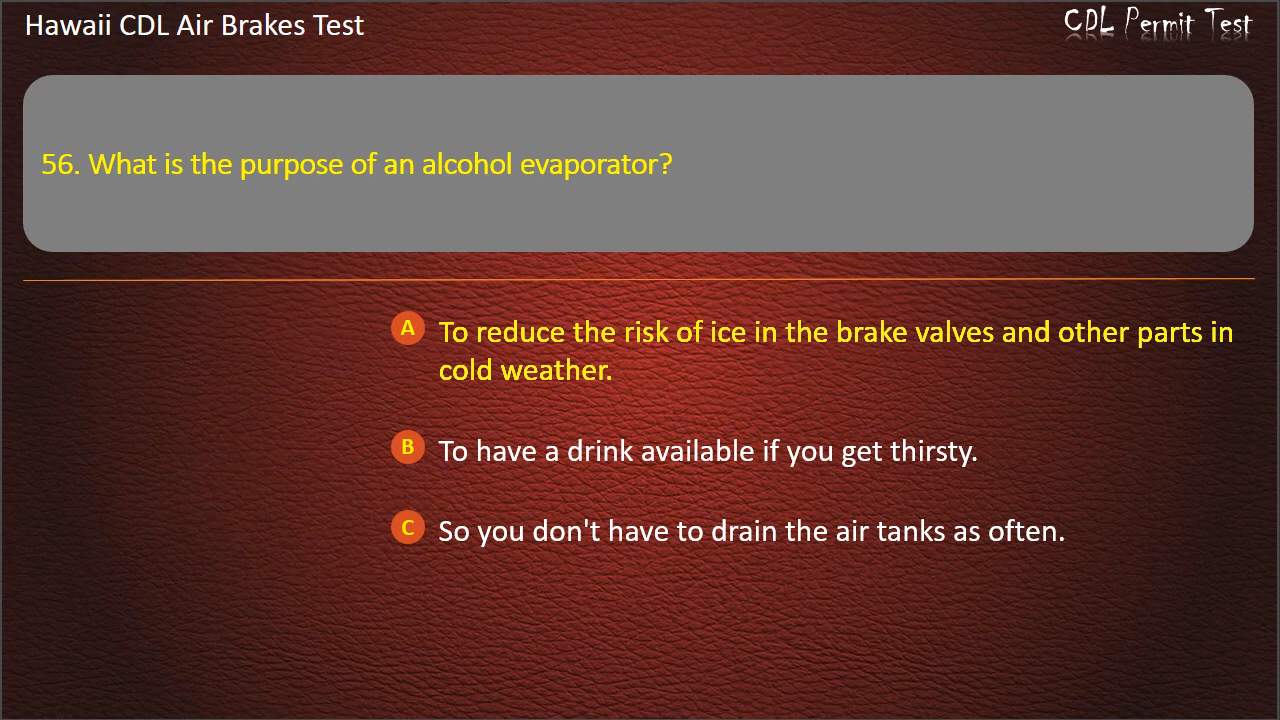 Hawaii CDL Air Brakes Test
CDL Permit Test
56. What is the purpose of an alcohol evaporator?
A To reduce the risk of ice in the brake valves and other parts in
cold weather.
B To have a drink available if you get thirsty.
C So you don't have to drain the air tanks as often.